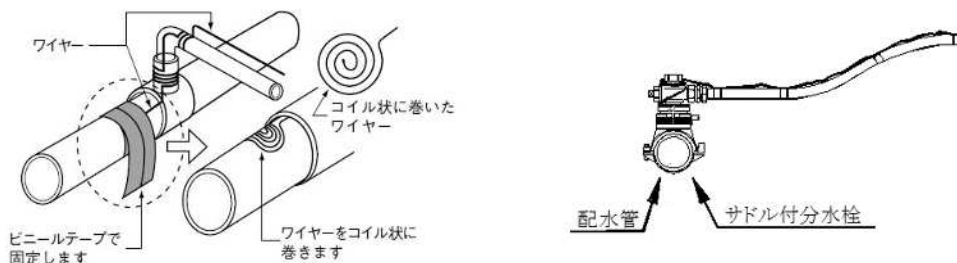 ワイヤー
コイル状に巻いた
ワイヤー
ビニールテープで
固定します
ワイヤーをコイル状に
巻きます
配水管
サドル付分水栓